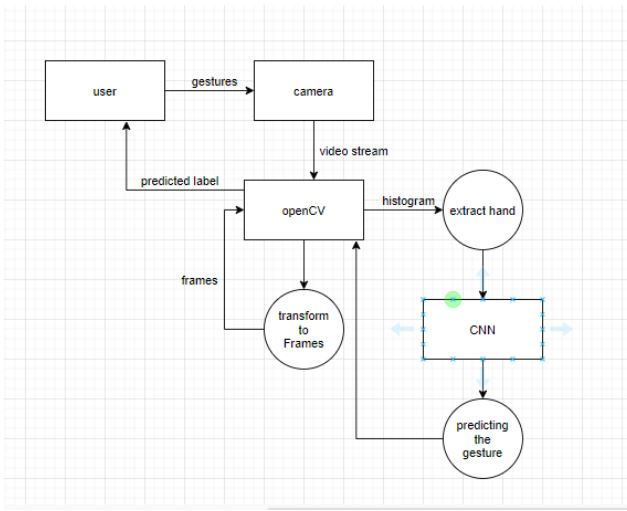 user
gestures
camera
video stream
predicted label
openCV
histogram
extract hand
frames
transform
to
Frames
CNN
predicting
the
gesture